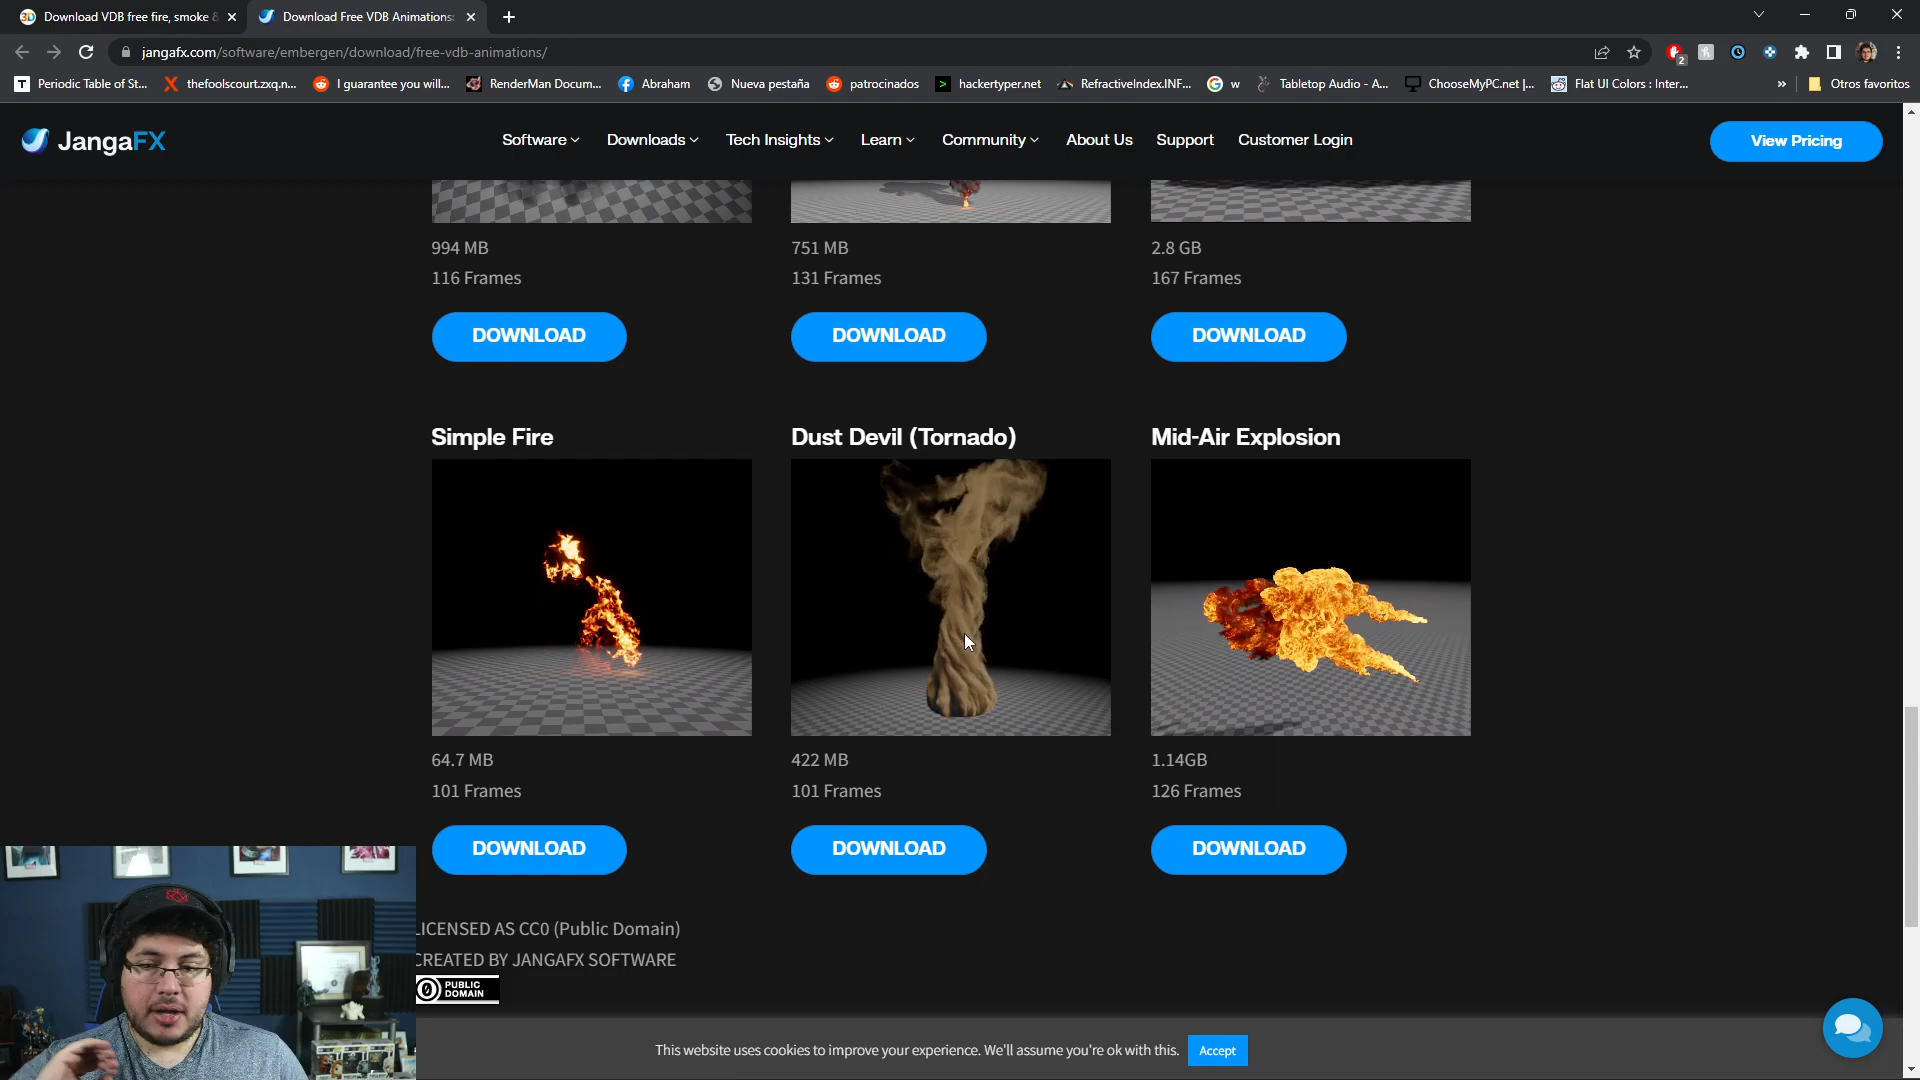 Download VDB free fire, smoke &
Download Free VDB Animations:
jangafx.com/software/embergen/download/free-vdb-animations/
2
Periodic Table of St...
thefoolscourt.zxq.n...
I guarantee you will...
RenderMan Docum...
Abraham
Nueva pestaña
patrocinados
hackertyper.net
RefractiveIndex.INF...
w
Tabletop Audio - A...
ChooseMyPC.net |...
Flat UI Colors : Inter...
»
Otros favoritos
JangaFX
Software
Downloads
Tech Insights
Learn
Community
About Us
Support
Customer Login
View Pricing
994 MB
116 Frames
DOWNLOAD
751 MB
131 Frames
DOWNLOAD
2.8 GB
167 Frames
DOWNLOAD
Simple Fire
64.7 MB
101 Frames
DOWNLOAD
Dust Devil (Tornado)
422 MB
101 Frames
DOWNLOAD
Mid-Air Explosion
1.14GB
126 Frames
DOWNLOAD
LICENSED AS CC0 (Public Domain)
CREATED BY JANGAFX SOFTWARE
PUBLIC
DOMAIN
This website uses cookies to improve your experience. We'll assume you're ok with this.
Accept